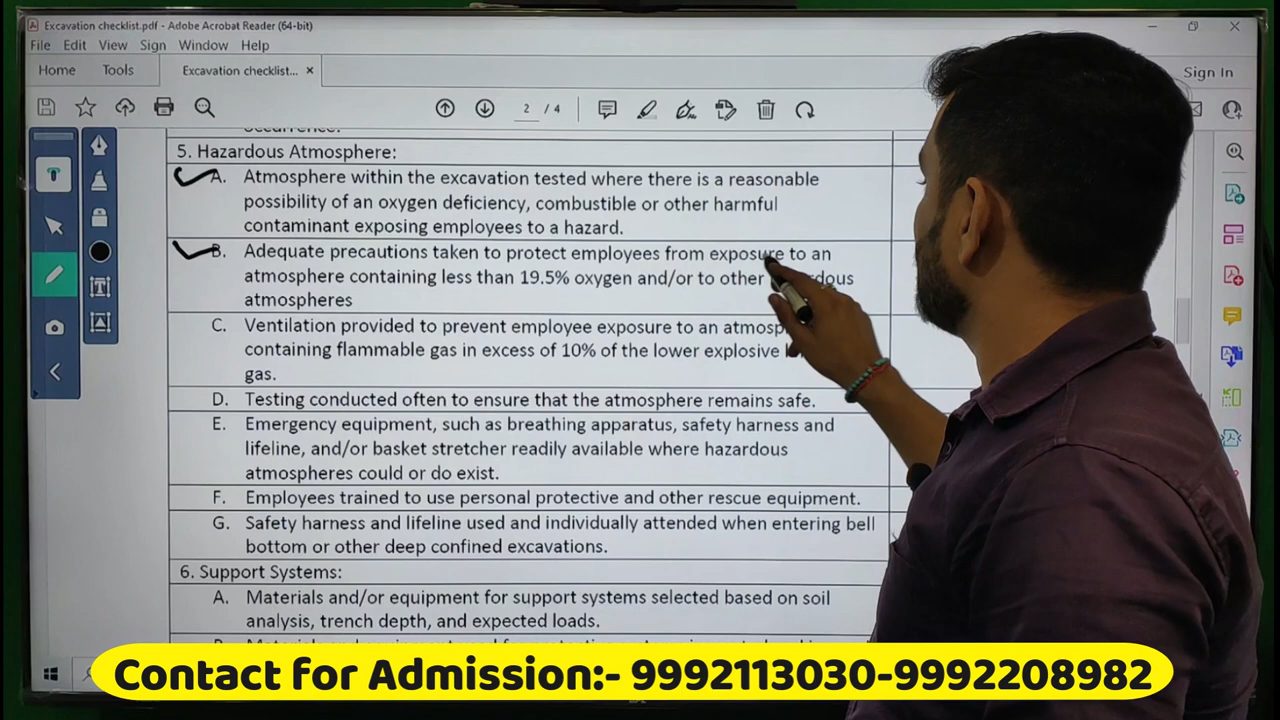 Excavation checklist.pdf - Adobe Acrobat Reader (64-bit)
File Edit View Sign Window Help
Home Tools Excavation checklist... × Sign In
2 / 4
occurrence.
5. Hazardous Atmosphere:
A. Atmosphere within the excavation tested where there is a reasonable
possibility of an oxygen deficiency, combustible or other harmful
contaminant exposing employees to a hazard.
B. Adequate precautions taken to protect employees from exposure to an
atmosphere containing less than 19.5% oxygen and/or to other
atmospheres
C. Ventilation provided to prevent employee exposure to an
containing flammable gas in excess of 10% of the lower explosive
gas.
D. Testing conducted often to ensure that the atmosphere remains safe.
E. Emergency equipment, such as breathing apparatus, safety harness and
lifeline, and/or basket stretcher readily available where hazardous
atmospheres could or do exist.
F. Employees trained to use personal protective and other rescue equipment.
G. Safety harness and lifeline used and individually attended when entering bell
bottom or other deep confined excavations.
6. Support Systems:
A. Materials and/or equipment for support systems selected based on soil
analysis, trench depth, and expected loads.
Contact for Admission:- 9992113030-9992208982